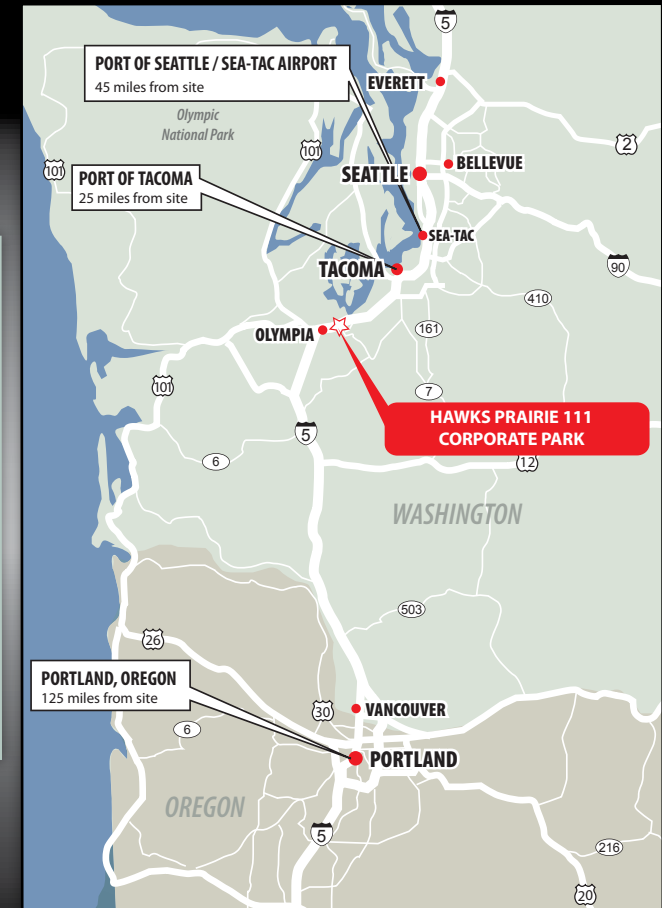 5
PORT OF SEATTLE / SEA-TAC AIRPORT
45 miles from site
EVERETT
Olympic
National Park
2
101
101
BELLEVUE
SEATTLE
PORT OF TACOMA
25 miles from site
SEA-TAC
TACOMA
90
410
OLYMPIA
161
101
7
HAWKS PRAIRIE 111
CORPORATE PARK
5
6
12
WASHINGTON
503
26
PORTLAND, OREGON
125 miles from site
30
VANCOUVER
6
PORTLAND
OREGON
5
216
20